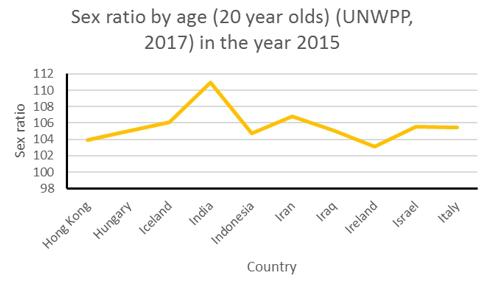 Sex ratio by age (20 year olds) (UNWPP,
2017) in the year 2015
112
110
108
106
104
102
100
98
Sex ratio
Hong Kong
Hungary
Iceland
India
Indonesia
Iran
Iraq
Ireland
Israel
Italy
Country